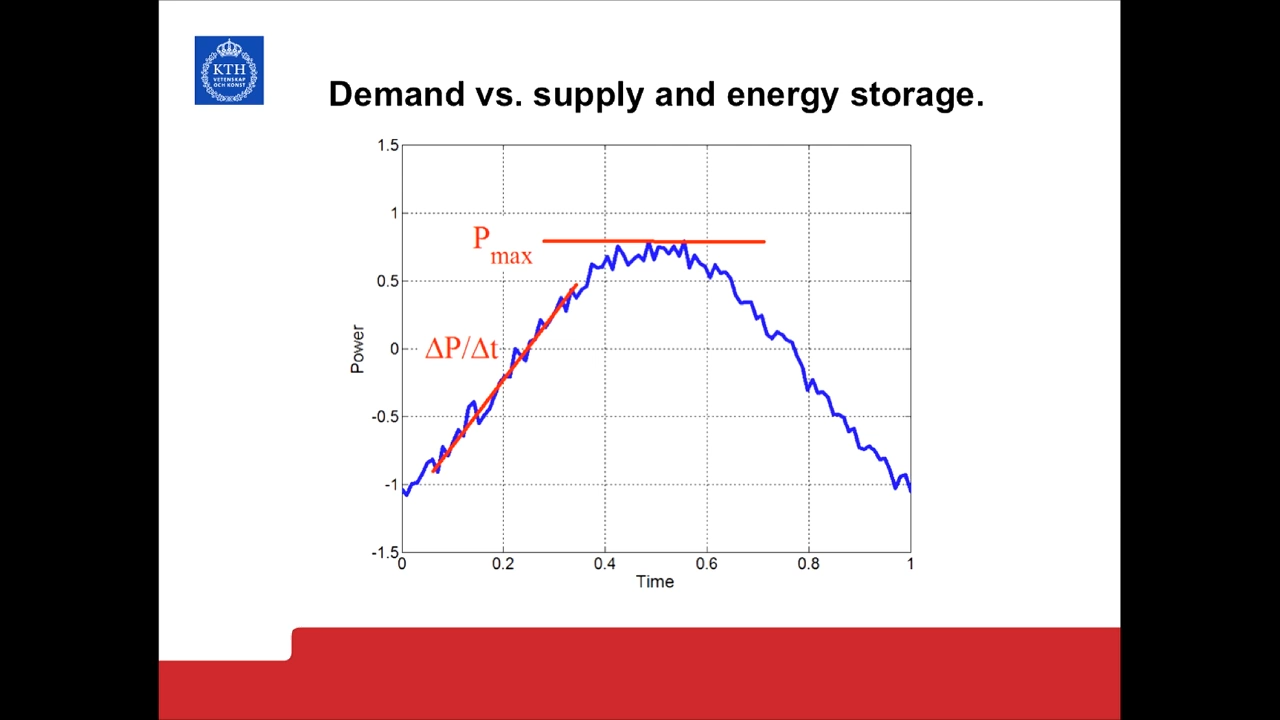 KTH
VETENSKAP
OCH KONST
Demand vs. supply and energy storage.
1.5
1
0.5
0
-0.5
-1
-1.5
Power
P max
ΔP/Δt
0 0.2 0.4 0.6 0.8 1
Time